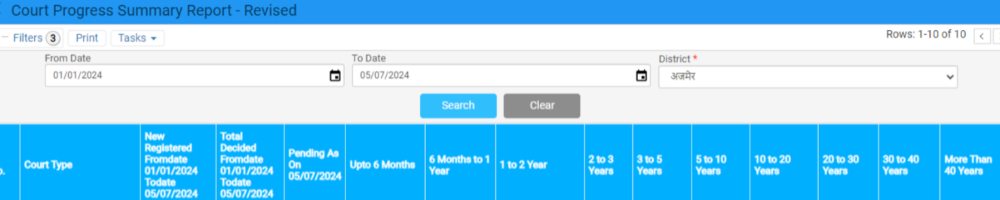 Court Progress Summary Report - Revised
Filters 3 Print Tasks
Rows: 1-10 of 10
From Date
To Date
District *
01/01/2024
05/07/2024
अजमेर
Search
Clear
Court Type
New
Registered
Fromdate
01/01/2024
Todate
05/07/2024
Total
Decided
Fromdate
01/01/2024
Todate
05/07/2024
Pending As
On
05/07/2024
Upto 6 Months
6 Months to 1
Year
1 to 2 Year
2 to 3
Years
3 to 5
Years
5 to 10
Years
10 to 20
Years
20 to 30
Years
30 to 40
Years
More Than
40 Years